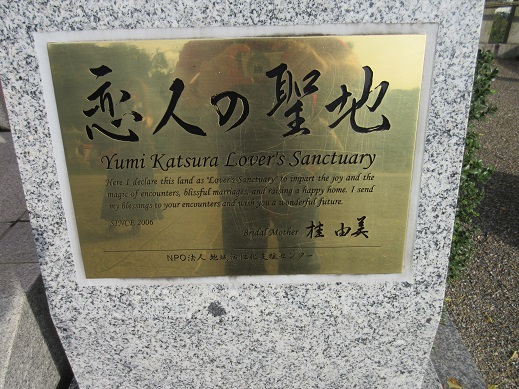 恋人の聖地
Yumi Katsura Lover's Sanctuary
Here I declare this land as "Lover's Sanctuary" to impart the joy and the
magic of encounters, blissful marriages, and raising a happy home. I send
my blessings to your encounters and wish you a wonderful future.
SINCE 2006
Bridal Mother 桂 由美
NPO法人 地域活性化支援センター